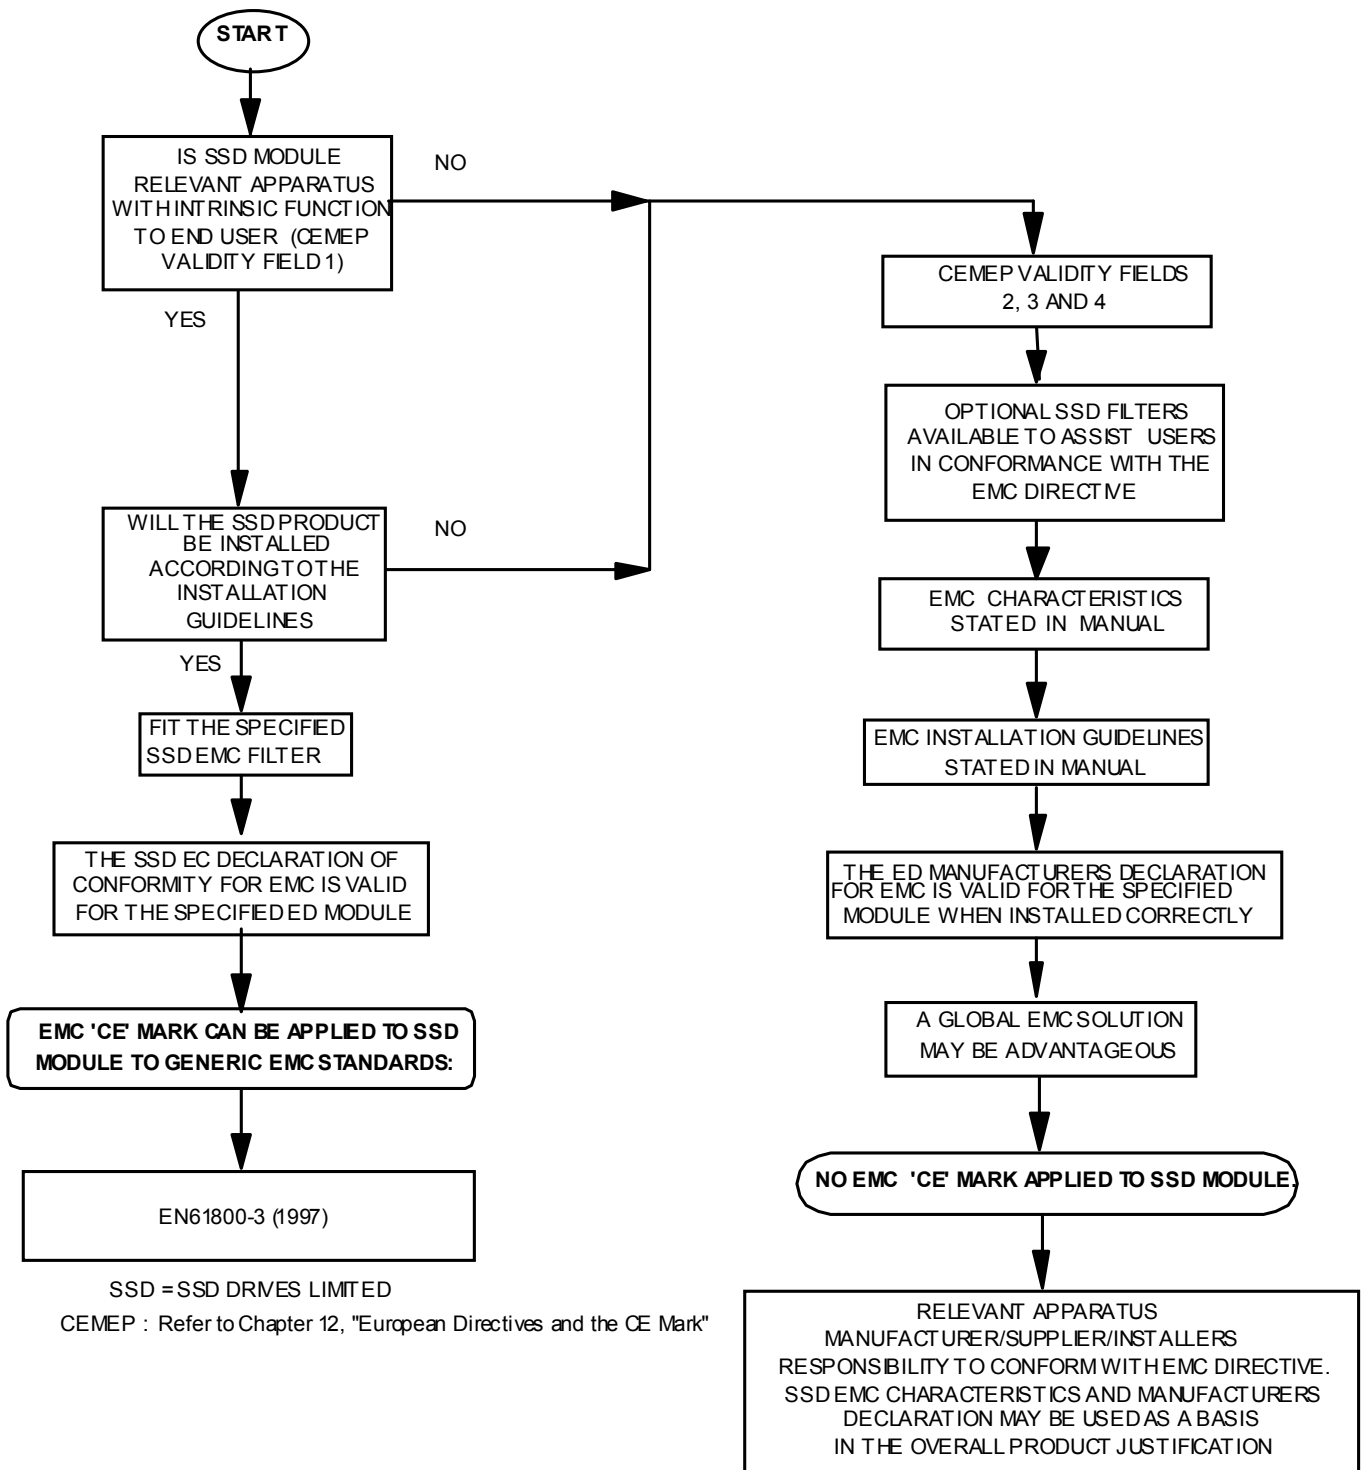 START
IS SSD MODULE
RELEVANT APPARATUS
WITH INTRINSIC FUNCTION
TO END USER (CEMEP
VALIDITY FIELD 1)
NO
YES
WILL THE SSD PRODUCT
BE INSTALLED
ACCORDING TO THE
INSTALLATION
GUIDELINES
NO
YES
FIT THE SPECIFIED
SSD EMC FILTER
THE SSD EC DECLARATION OF
CONFORMITY FOR EMC IS VALID
FOR THE SPECIFIED ED MODULE
EMC 'CE' MARK CAN BE APPLIED TO SSD
MODULE TO GENERIC EMC STANDARDS:
EN61800-3 (1997)
SSD = SSD DRIVES LIMITED
CEMEP : Refer to Chapter 12, "European Directives and the CE Mark"
CEMEP VALIDITY FIELDS
2, 3 AND 4
OPTIONAL SSD FILTERS
AVAILABLE TO ASSIST USERS
IN CONFORMANCE WITH THE
EMC DIRECTIVE
EMC CHARACTERISTICS
STATED IN MANUAL
EMC INSTALLATION GUIDELINES
STATED IN MANUAL
THE ED MANUFACTURERS DECLARATION
FOR EMC IS VALID FOR THE SPECIFIED
MODULE WHEN INSTALLED CORRECTLY
A GLOBAL EMC SOLUTION
MAY BE ADVANTAGEOUS
NO EMC 'CE' MARK APPLIED TO SSD MODULE.
RELEVANT APPARATUS
MANUFACTURER/SUPPLIER/INSTALLERS
RESPONSIBILITY TO CONFORM WITH EMC DIRECTIVE.
SSD EMC CHARACTERISTICS AND MANUFACTURERS
DECLARATION MAY BE USED AS A BASIS
IN THE OVERALL PRODUCT JUSTIFICATION